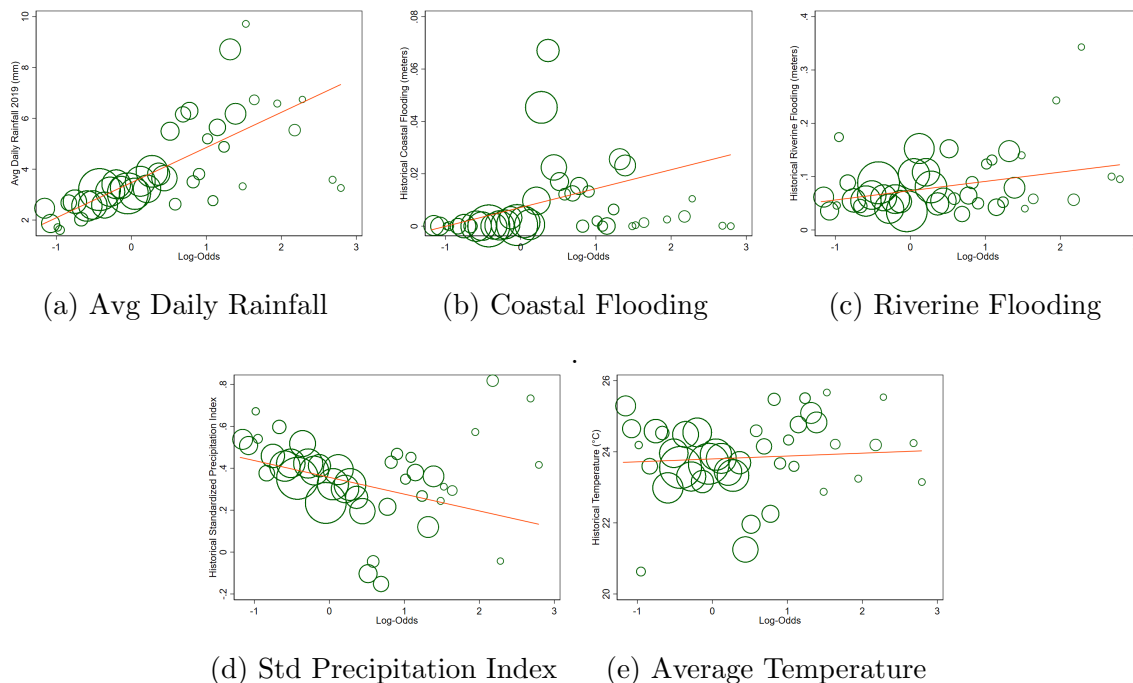 Avg Daily Rainfall 2019 (mm)
10
8
6
4
2
-1 0 1 2 3
Log-Odds
(a) Avg Daily Rainfall
Historical Coastal Flooding (meters)
.08
.06
.04
.02
0
-1 0 1 2 3
Log-Odds
(b) Coastal Flooding
Historical Riverine Flooding (meters)
.4
.3
.2
.1
0
-1 0 1 2
Log-Odds
(c) Riverine Flooding
.
Historical Standardized Precipitation Index
.8
.6
.4
.2
0
-.2
-1 0 1 2 3
Log-Odds
(d) Std Precipitation Index
Historical Temperature (°C)
26
24
22
20
-1 0 1 2 3
Log-Odds
(e) Average Temperature